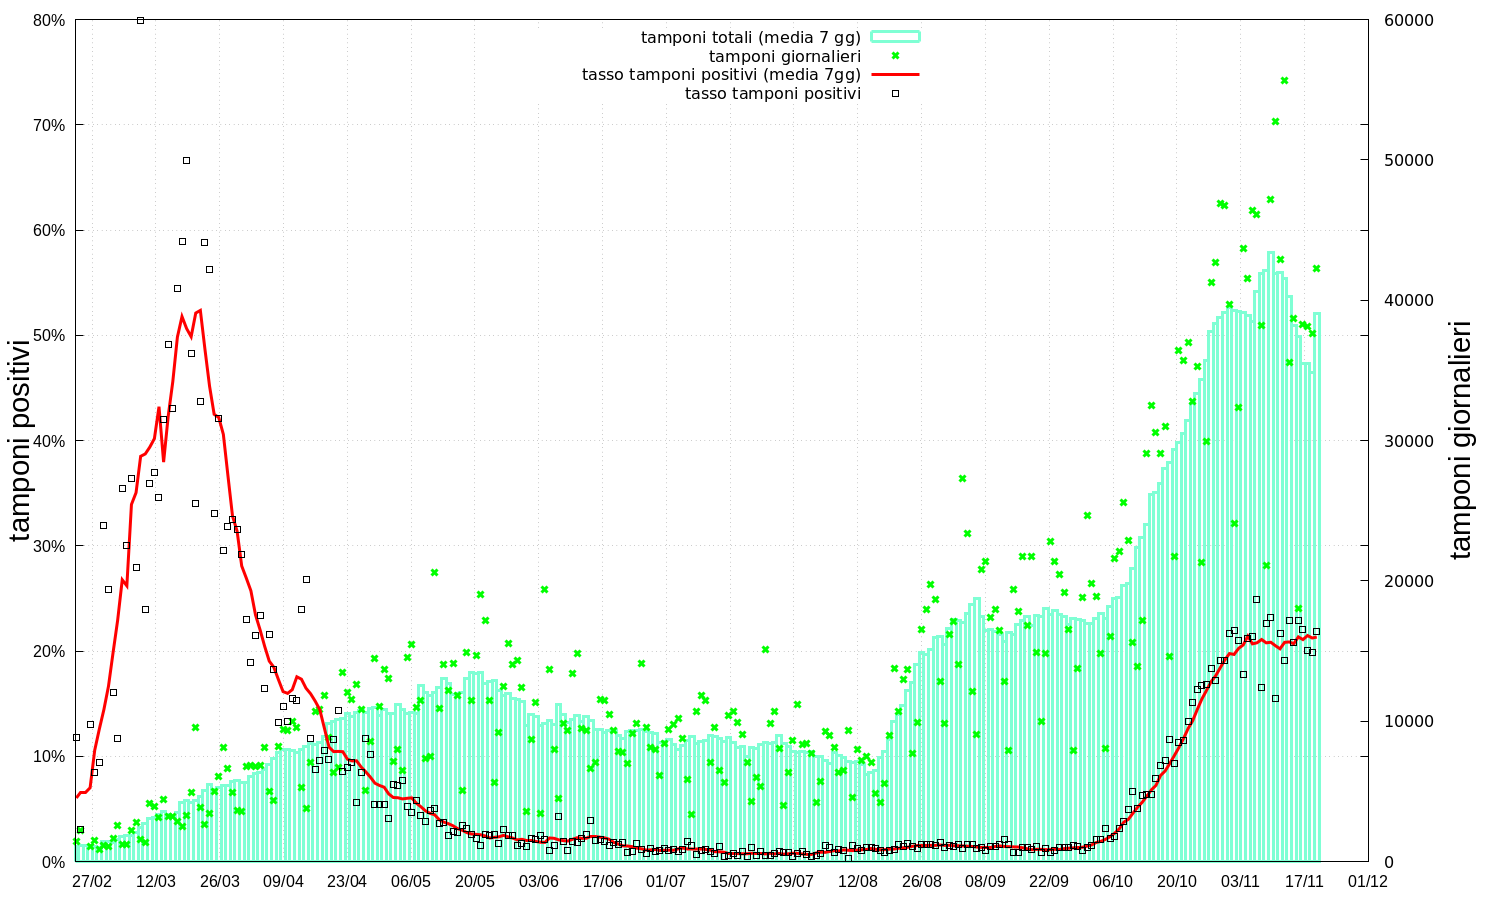 tamponi totali (media 7 gg)
tamponi giornalieri
tasso tamponi positivi (media 7gg)
tasso tamponi positivi
80%
70%
60%
50%
40%
30%
20%
10%
0%
tamponi positivi
60000
50000
40000
30000
20000
10000
0
tamponi giornalieri
27/02 12/03 26/03 09/04 23/04 06/05 20/05 03/06 17/06 01/07 15/07 29/07 12/08 26/08 08/09 22/09 06/10 20/10 03/11 17/11 01/12